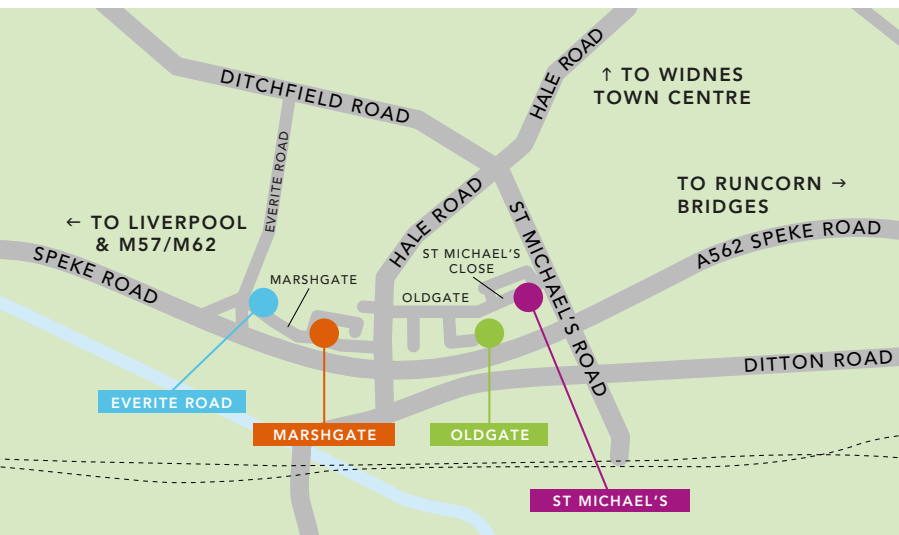 DITCHFIELD ROAD
HALE ROAD
↑ TO WIDNES
TOWN CENTRE
EVERITE ROAD
TO RUNCORN →
BRIDGES
← TO LIVERPOOL
& M57/M62
HALE ROAD
ST MICHAEL'S ROAD
A562 SPEKE ROAD
SPEKE ROAD
ST MICHAEL'S
CLOSE
MARSHGATE
OLDGATE
DITTON ROAD
EVERITE ROAD
MARSHGATE
OLDGATE
ST MICHAEL'S